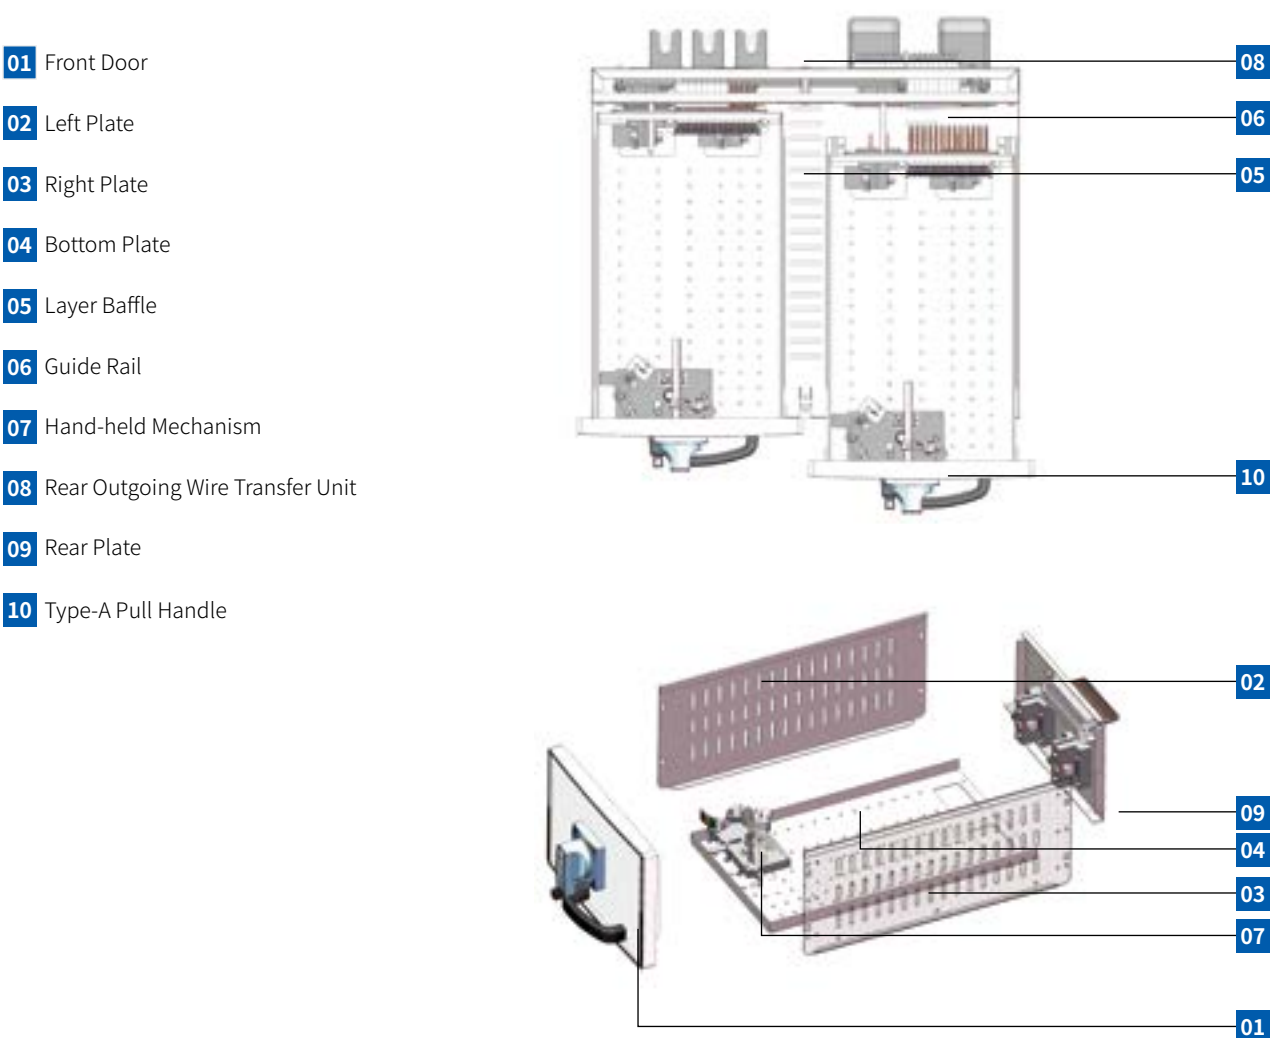 01 Front Door
02 Left Plate
03 Right Plate
04 Bottom Plate
05 Layer Baffle
06 Guide Rail
07 Hand-held Mechanism
08 Rear Outgoing Wire Transfer Unit
09 Rear Plate
10 Type-A Pull Handle
08
06
05
10
02
09
04
03
07
01